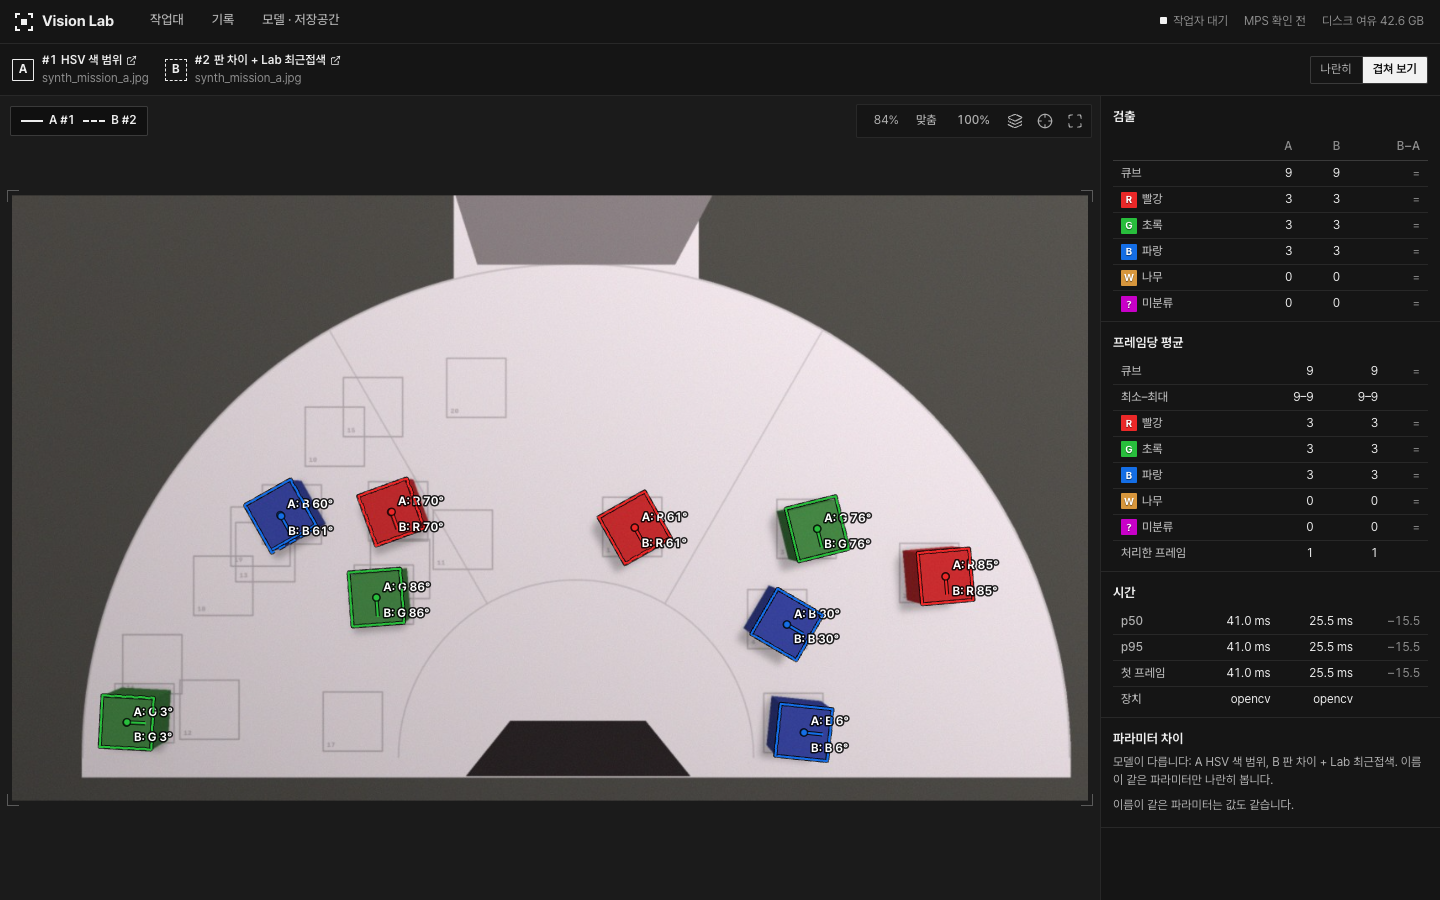 Vision Lab 작업대 기록 모델 · 저장공간 작업자 대기 MPS 확인 전 디스크 여유 42.6 GB
A #1 HSV 색 범위 B #2 판 차이 + Lab 최근접색 나란히 겹쳐 보기
synth_mission_a.jpg synth_mission_a.jpg
A #1 B #2 84% 맞춤 100%
20
15
18
A: B 60° A: R 70°
B: B 61° B: R 70°
A: R 61°
B: R 61°
A: G 76°
B: G 76°
A: R 85°
B: R 85°
A: G 86°
B: G 86°
A: B 30°
B: B 30°
A: G 3°
B: G 3°
17
A: B 6°
B: B 6°
검출
A B B−A
큐브 9 9 =
R 빨강 3 3 =
G 초록 3 3 =
B 파랑 3 3 =
W 나무 0 0 =
? 미분류 0 0 =
프레임당 평균
큐브 9 9 =
최소–최대 9–9 9–9
R 빨강 3 3 =
G 초록 3 3 =
B 파랑 3 3 =
W 나무 0 0 =
? 미분류 0 0 =
처리한 프레임 1 1
시간
p50 41.0 ms 25.5 ms −15.5
p95 41.0 ms 25.5 ms −15.5
첫 프레임 41.0 ms 25.5 ms −15.5
장치 opencv opencv
파라미터 차이
모델이 다릅니다: A HSV 색 범위, B 판 차이 + Lab 최근접색. 이름
이 같은 파라미터만 나란히 봅니다.
이름이 같은 파라미터는 값도 같습니다.